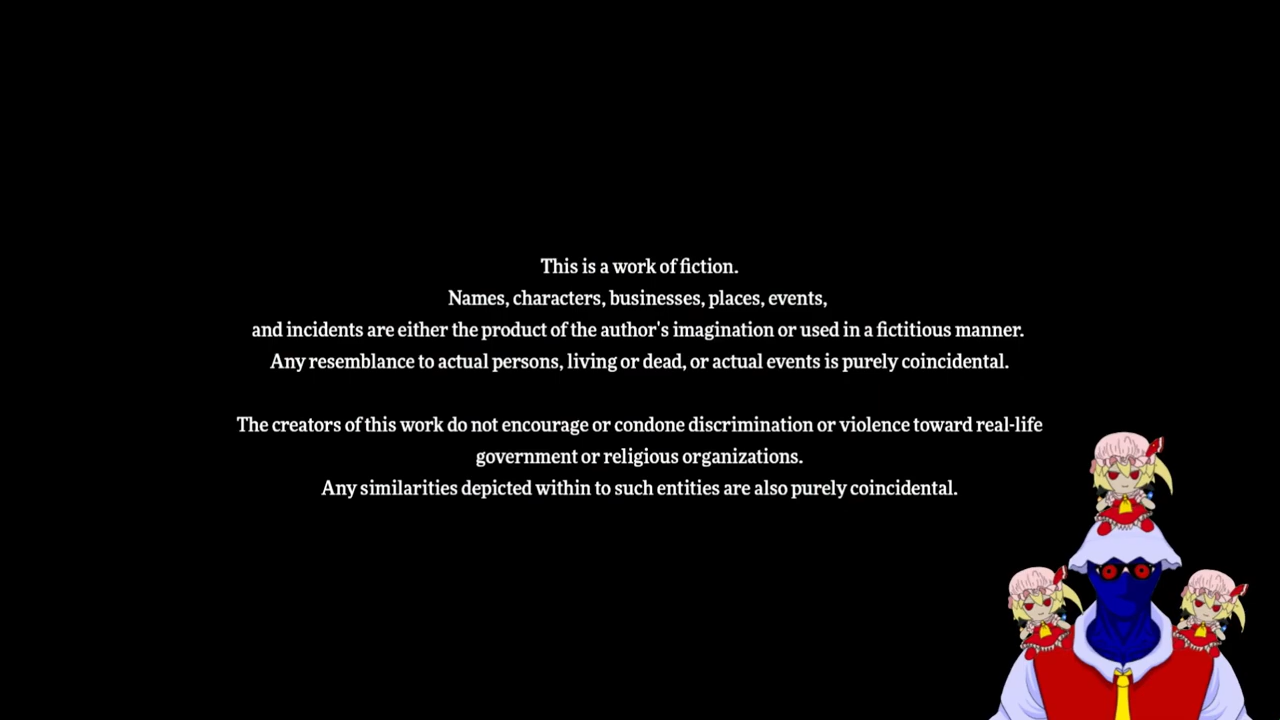 This is a work of fiction.
Names, characters, businesses, places, events,
and incidents are either the product of the author's imagination or used in a fictitious manner.
Any resemblance to actual persons, living or dead, or actual events is purely coincidental.
The creators of this work do not encourage or condone discrimination or violence toward real-life
government or religious organizations.
Any similarities depicted within to such entities are also purely coincidental.